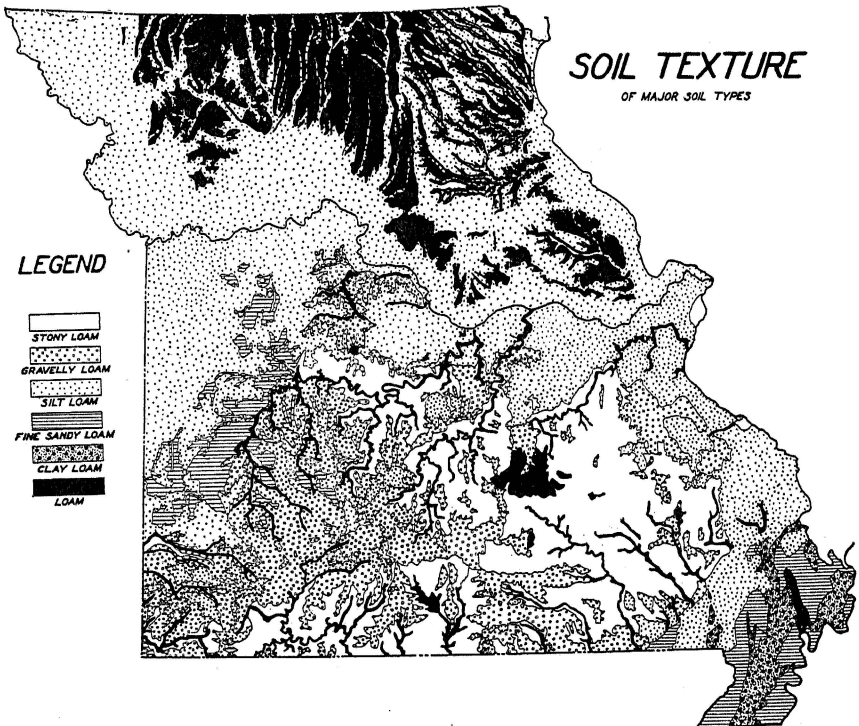 SOIL TEXTURE
OF MAJOR SOIL TYPES
LEGEND
STONY LOAM
GRAVELLY LOAM
SILT LOAM
FINE SANDY LOAM
CLAY LOAM
LOAM